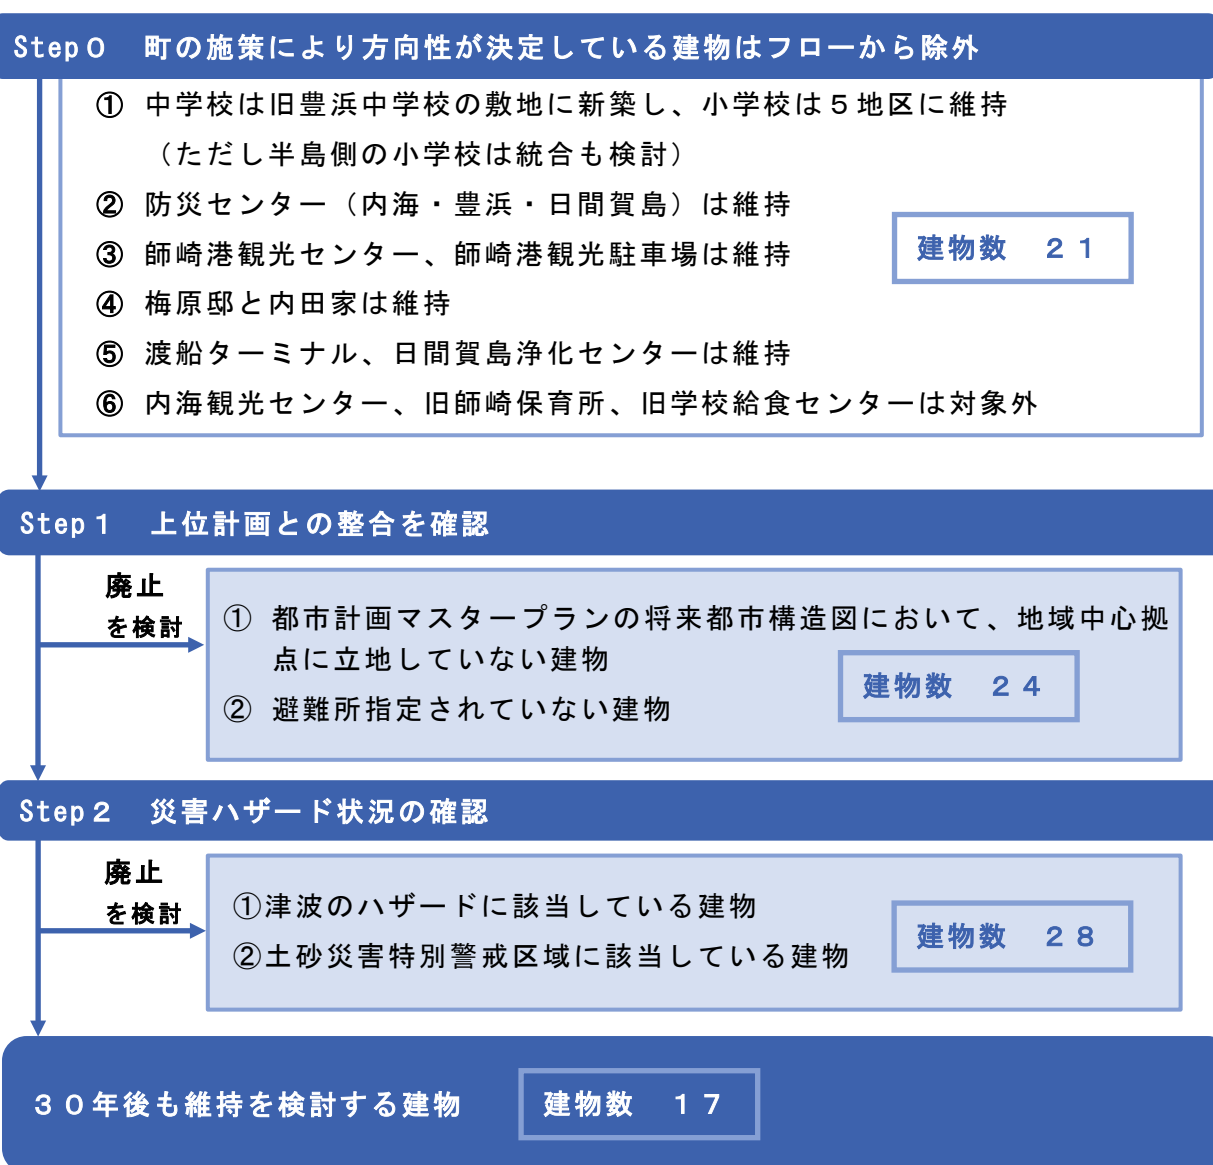 Step０　町の施策により方向性が決定している建物はフローから除外
① 中学校は旧豊浜中学校の敷地に新築し、小学校は５地区に維持
（ただし半島側の小学校は統合も検討）
② 防災センター（内海・豊浜・日間賀島）は維持
③ 師崎港観光センター、師崎港観光駐車場は維持
建物数　２１
④ 梅原邸と内田家は維持
⑤ 渡船ターミナル、日間賀島浄化センターは維持
⑥ 内海観光センター、旧師崎保育所、旧学校給食センターは対象外
Step１　上位計画との整合を確認
廃止
を検討
① 都市計画マスタープランの将来都市構造図において、地域中心拠
点に立地していない建物
② 避難所指定されていない建物
建物数　２４
Step２　災害ハザード状況の確認
廃止
を検討
①津波のハザードに該当している建物
②土砂災害特別警戒区域に該当している建物
建物数　２８
３０年後も維持を検討する建物
建物数　１７